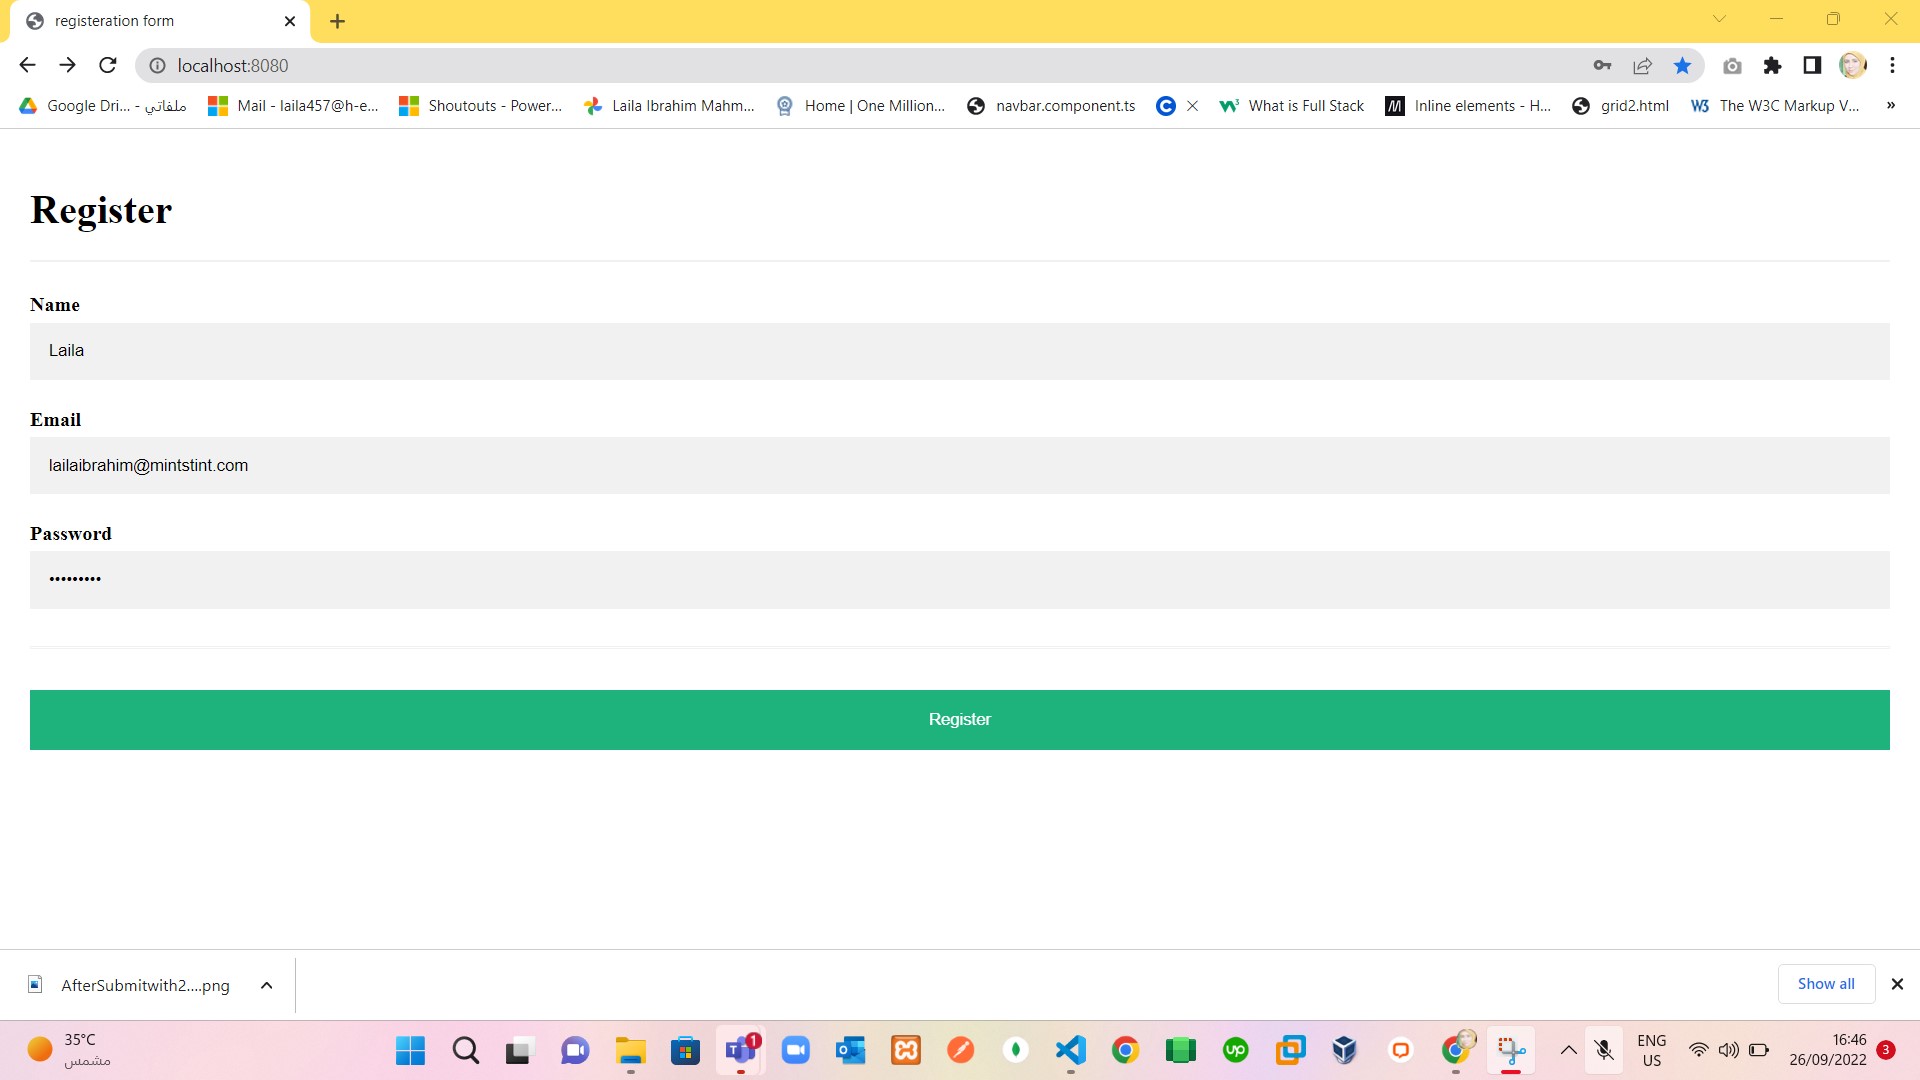 registeration form
localhost:8080
Google Dri... - ملفاتي
Mail - laila457@h-e...
Shoutouts - Power...
Laila Ibrahim Mahm...
Home | One Million...
navbar.component.ts
What is Full Stack
Inline elements - H...
grid2.html
The W3C Markup V...
»
Register
Name
Laila
Email
lailaibrahim@mintstint.com
Password
•••••••••
Register
AfterSubmitwith2....png
Show all
35°C
مشمس
1
up
ENG
US
16:46
26/09/2022
3